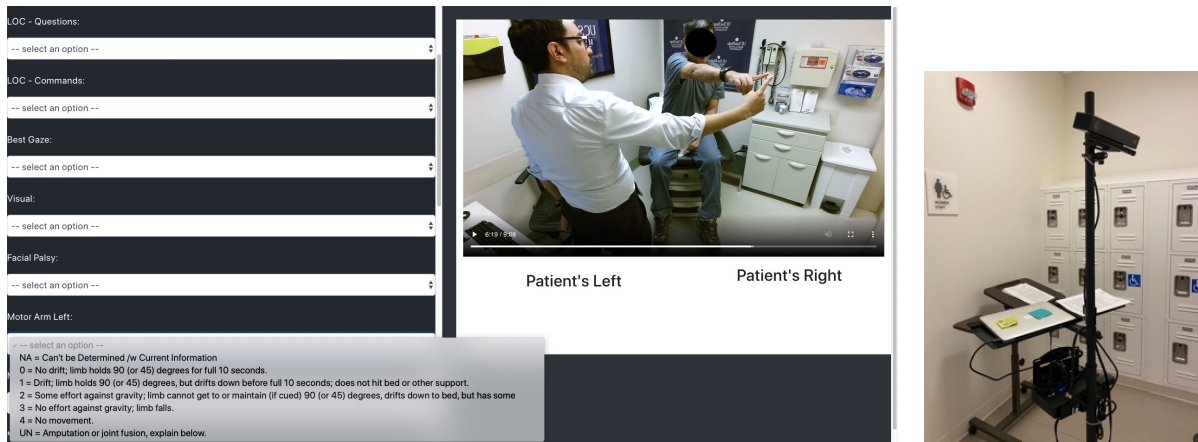 LOC - Questions:
-- select an option --
LOC - Commands:
-- select an option --
Best Gaze:
-- select an option --
Visual:
-- select an option --
Facial Palsy:
-- select an option --
Motor Arm Left:
✓ -- select an option --
NA = Can't be Determined /w Current Information
0 = No drift; limb holds 90 (or 45) degrees for full 10 seconds.
1 = Drift; limb holds 90 (or 45) degrees, but drifts down before full 10 seconds; does not hit bed or other support.
2 = Some effort against gravity; limb cannot get to or maintain (if cued) 90 (or 45) degrees, drifts down to bed, but has some
3 = No effort against gravity; limb falls.
4 = No movement.
UN = Amputation or joint fusion, explain below.
6:19 / 9:08
Patient's Left
Patient's Right